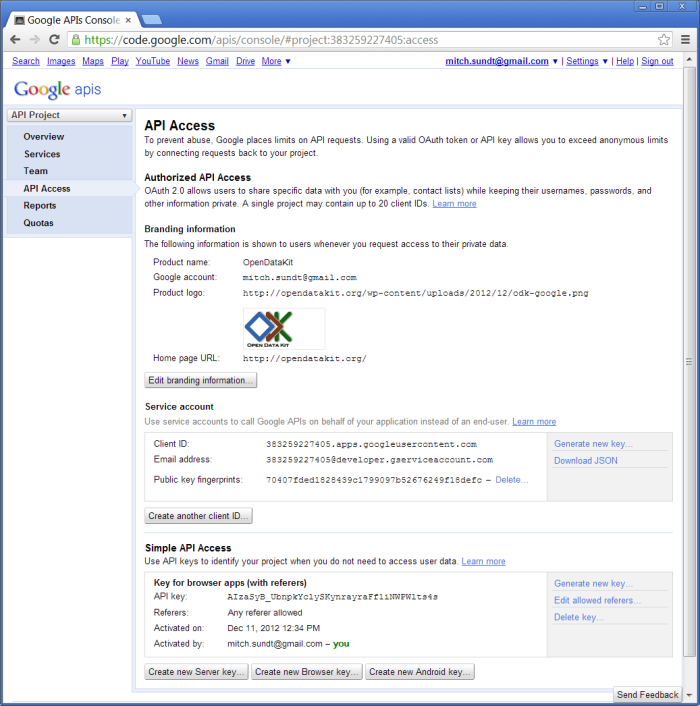 Google APIs Console
https://code.google.com/apis/console/#project:383259227405:access
Search Images Maps Play YouTube News Gmail Drive More ▼ mitch.sundt@gmail.com ▼ | Settings ▼ | Help | Sign out
Google apis
API Project
Overview
Services
Team
API Access
Reports
Quotas
API Access
To prevent abuse, Google places limits on API requests. Using a valid OAuth token or API key allows you to exceed anonymous limits
by connecting requests back to your project.
Authorized API Access
OAuth 2.0 allows users to share specific data with you (for example, contact lists) while keeping their usernames, passwords, and
other information private. A single project may contain up to 20 client IDs. Learn more
Branding information
The following information is shown to users whenever you request access to their private data.
Product name: OpenDataKit
Google account: mitch.sundt@gmail.com
Product logo: http://opendatakit.org/wp-content/uploads/2012/12/odk-google.png
OPEN DATA KIT
Home page URL: http://opendatakit.org/
Edit branding information...
Service account
Use service accounts to call Google APIs on behalf of your application instead of an end-user. Learn more
Client ID: 383259227405.apps.googleusercontent.com
Email address: 383259227405@developer.gserviceaccount.com
Public key fingerprints: 70407fded1828439c1799097b52676249f18defc – Delete...
Generate new key...
Download JSON
Create another client ID...
Simple API Access
Use API keys to identify your project when you do not need to access user data. Learn more
Key for browser apps (with referers)
API key:
Referers: Any referer allowed
Activated on: Dec 11, 2012 12:34 PM
Activated by: mitch.sundt@gmail.com – you
Generate new key...
Edit allowed referers...
Delete key...
Create new Server key... Create new Browser key... Create new Android key...
Send Feedback